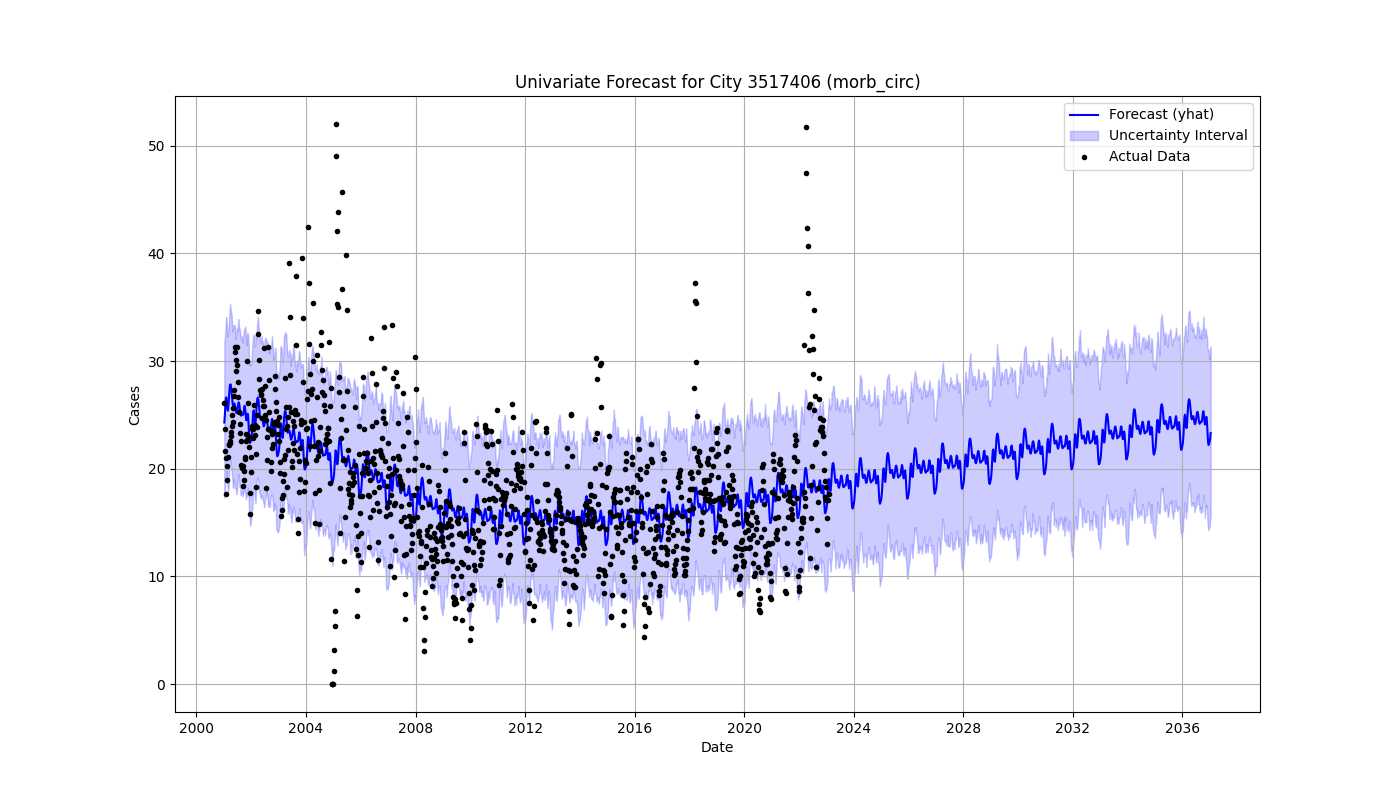 Univariate Forecast for City 3517406 (morb_circ)
Forecast (yhat)
Uncertainty Interval
Actual Data
50
40
30
20
10
0
Cases
2000 2004 2008 2012 2016 2020 2024 2028 2032 2036
Date